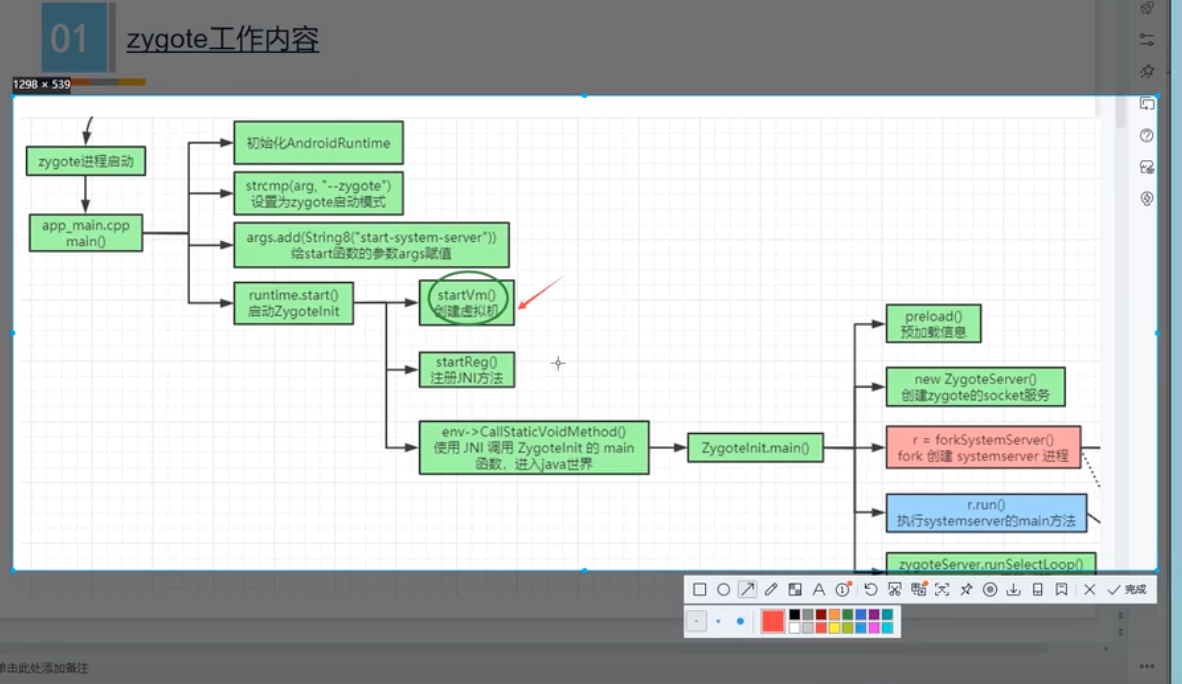 01
zygote工作内容
1298 × 539
zygote进程启动
app_main.cpp
main()
初始化AndroidRuntime
strcmp(arg, "--zygote")
设置为zygote启动模式
args.add(String8("start-system-server"))
给start函数的参数args赋值
runtime.start()
启动ZygoteInit
startVm()
创建虚拟机
startReg()
注册JNI方法
env->CallStaticVoidMethod()
使用 JNI 调用 ZygoteInit 的 main
函数，进入java世界
ZygoteInit.main()
preload()
预加载信息
new ZygoteServer()
创建zygote的socket服务
r = forkSystemServer()
fork 创建 systemserver 进程
r.run()
执行systemserver的main方法
zygoteServer.runSelectLoop()
完成
单击此处添加备注